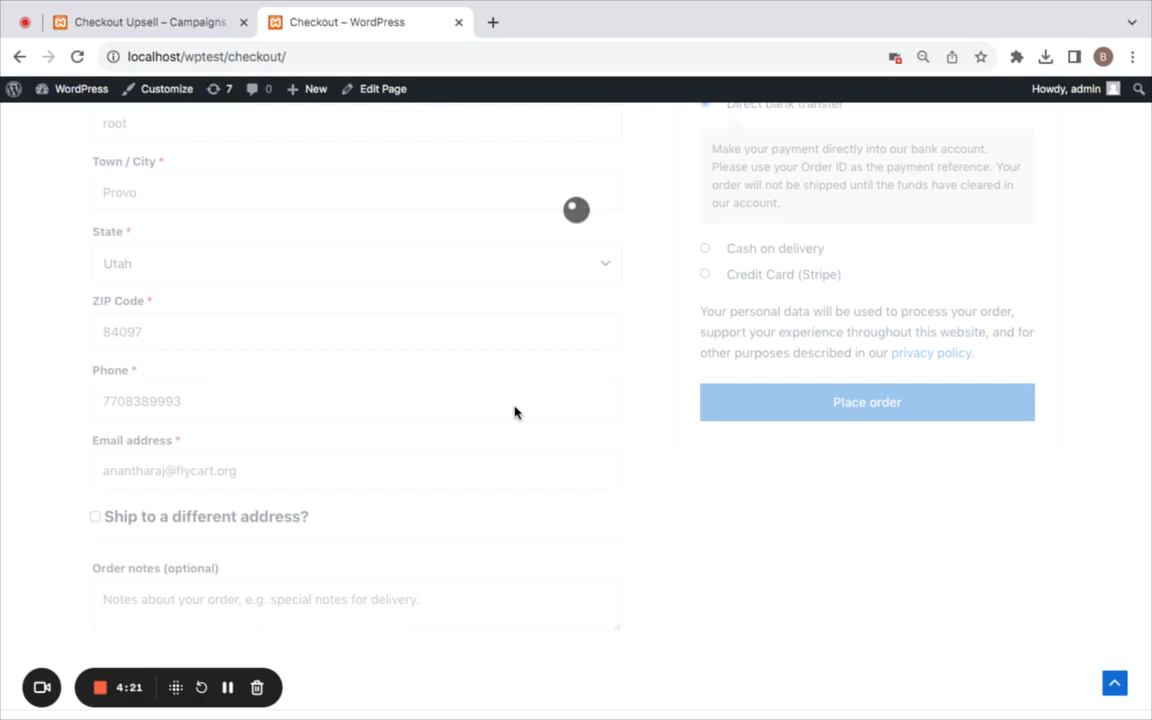 Checkout Upsell – Campaigns
Checkout – WordPress
localhost/wptest/checkout/
B
WordPress
Customize
7
0
New
Edit Page
Howdy, admin
root
Town / City *
Provo
State *
Utah
ZIP Code *
84097
Phone *
7708389993
Email address *
anantharaj@flycart.org
Ship to a different address?
Order notes (optional)
Notes about your order, e.g. special notes for delivery.
Direct bank transfer
Make your payment directly into our bank account.
Please use your Order ID as the payment reference. Your
order will not be shipped until the funds have cleared in
our account.
Cash on delivery
Credit Card (Stripe)
Your personal data will be used to process your order,
support your experience throughout this website, and for
other purposes described in our privacy policy.
Place order
4:21